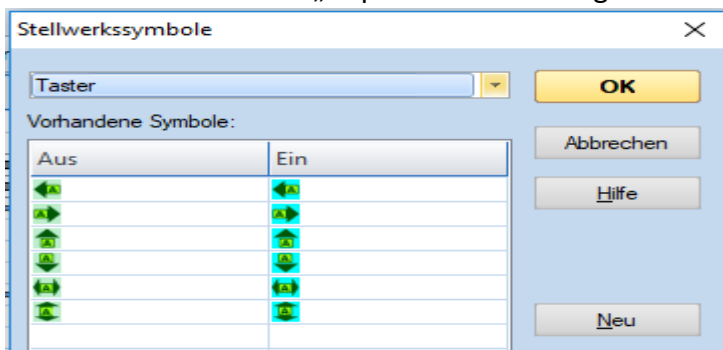 Stellwerkssymbole
Taster
OK
Vorhandene Symbole:
Abbrechen
Aus Ein
Hilfe
A A
A A
A A
A A
A A
A A
Neu